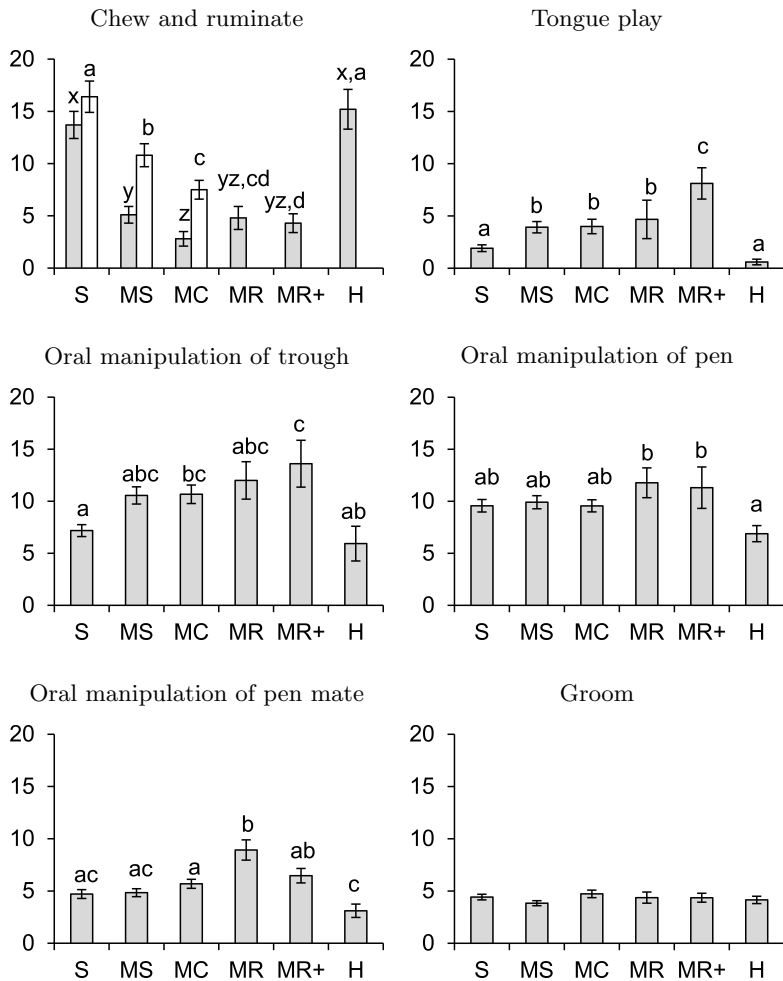 Chew and ruminate
20
15
10
5
0
x
a
y
b
z
c
yz,cd
yz,d
x,a
S MS MC MR MR+ H
Tongue play
20
15
10
5
0
a
b
b
b
c
a
S MS MC MR MR+ H
Oral manipulation of trough
20
15
10
5
0
a
abc
bc
abc
c
ab
S MS MC MR MR+ H
Oral manipulation of pen
20
15
10
5
0
ab
ab
ab
b
b
a
S MS MC MR MR+ H
Oral manipulation of pen mate
20
15
10
5
0
ac
ac
a
b
ab
c
S MS MC MR MR+ H
Groom
20
15
10
5
0
S MS MC MR MR+ H